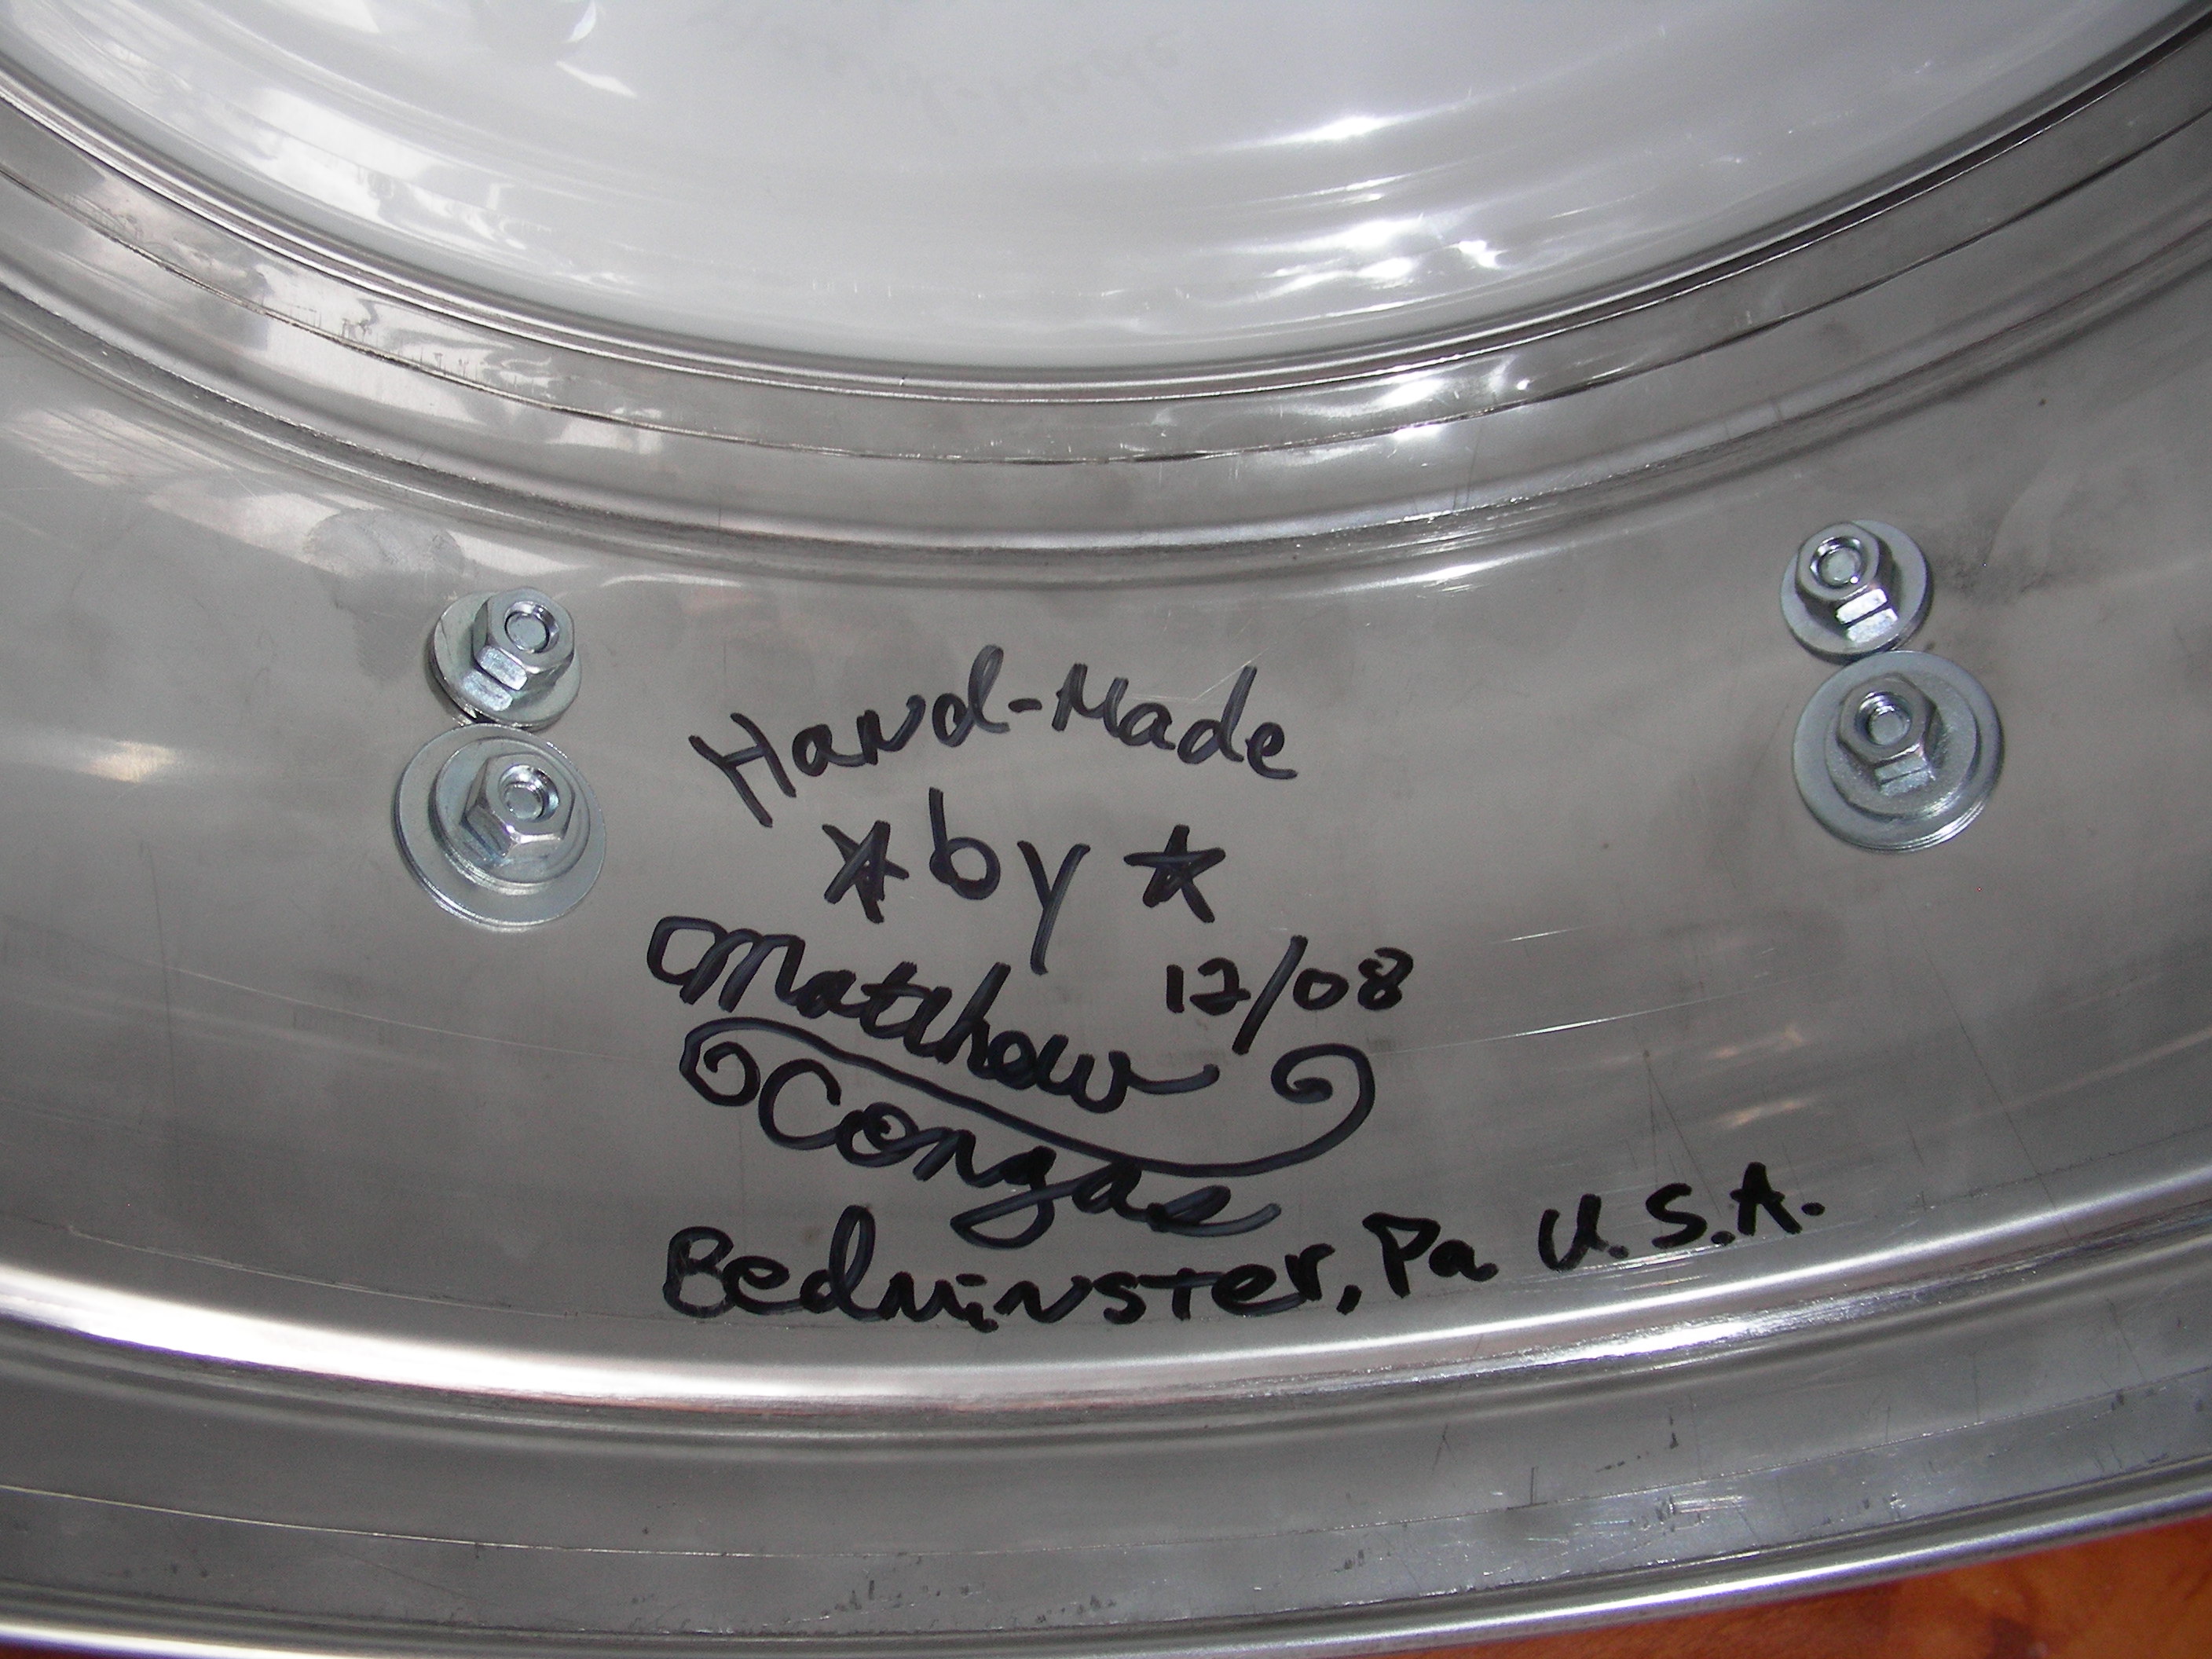 Hand-Made
★ by ★
Matthew 12/08
Congas
Bedminster, Pa U.S.A.